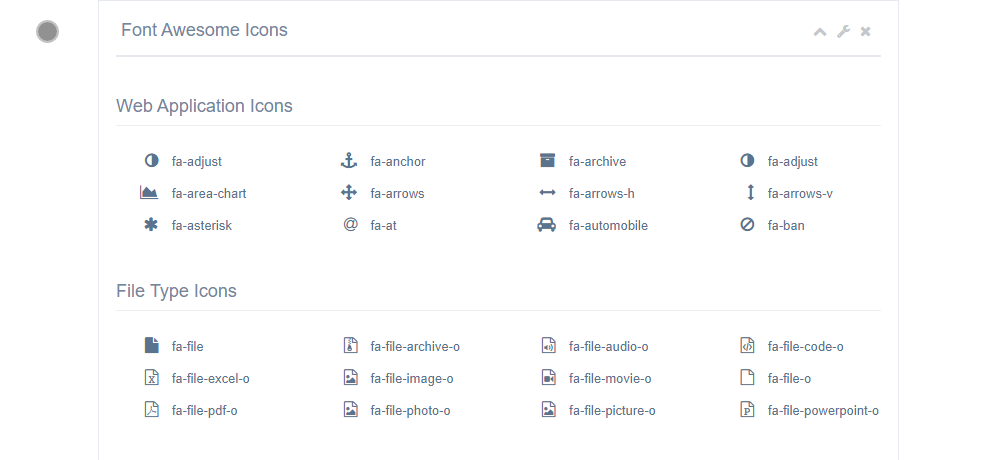 Font Awesome Icons
Web Application Icons
fa-adjust fa-anchor fa-archive fa-adjust
fa-area-chart fa-arrows fa-arrows-h fa-arrows-v
fa-asterisk fa-at fa-automobile fa-ban
File Type Icons
fa-file fa-file-archive-o fa-file-audio-o fa-file-code-o
fa-file-excel-o fa-file-image-o fa-file-movie-o fa-file-o
fa-file-pdf-o fa-file-photo-o fa-file-picture-o fa-file-powerpoint-o